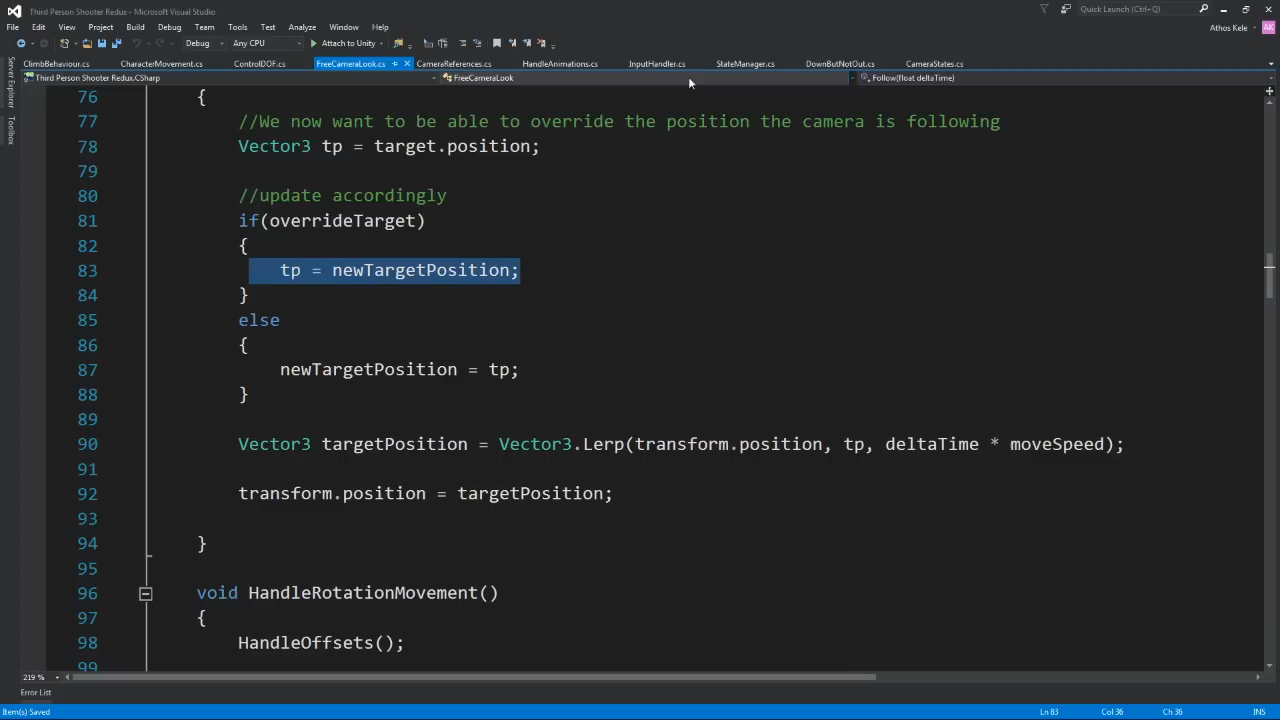 Third Person Shooter Redux - Microsoft Visual Studio
Quick Launch (Ctrl+Q)
File Edit View Project Build Debug Team Tools Test Analyze Window Help
Athos Kele
AK
Debug Any CPU Attach to Unity
ClimbBehaviour.cs CharacterMovement.cs ControlDOF.cs FreeCameraLook.cs CameraReferences.cs HandleAnimations.cs InputHandler.cs StateManager.cs DownButNotOut.cs CameraStates.cs
Third Person Shooter Redux.CSharp FreeCameraLook Follow(float deltaTime)
Server Explorer
Toolbox
76 {
77 //We now want to be able to override the position the camera is following
78 Vector3 tp = target.position;
79
80 //update accordingly
81 if(overrideTarget)
82 {
83 tp = newTargetPosition;
84 }
85 else
86 {
87 newTargetPosition = tp;
88 }
89
90 Vector3 targetPosition = Vector3.Lerp(transform.position, tp, deltaTime * moveSpeed);
91
92 transform.position = targetPosition;
93
94 }
95
96 void HandleRotationMovement()
97 {
98 HandleOffsets();
99
219 %
Error List
Item(s) Saved Ln 83 Col 36 Ch 36 INS